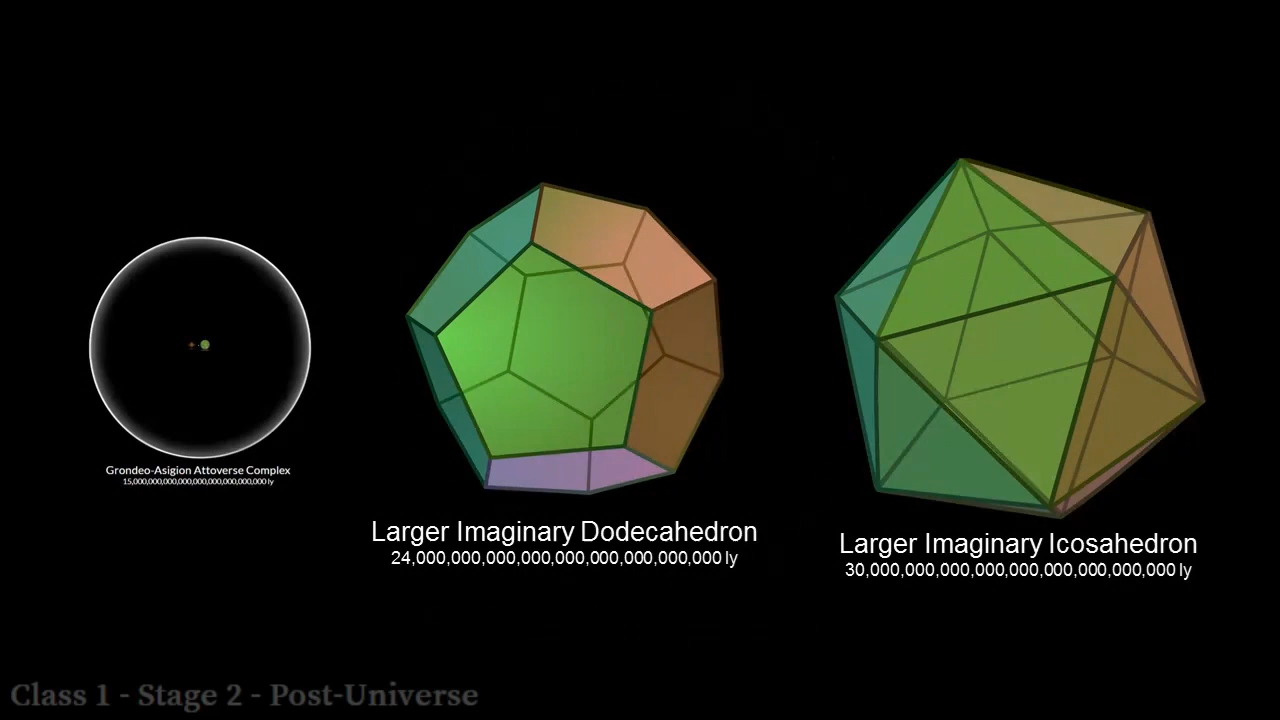 Grondeo-Asigion Attoverse Complex
15,000,000,000,000,000,000,000,000,000 ly
Larger Imaginary Dodecahedron
24,000,000,000,000,000,000,000,000,000 ly
Larger Imaginary Icosahedron
30,000,000,000,000,000,000,000,000,000 ly
Class 1 - Stage 2 - Post-Universe